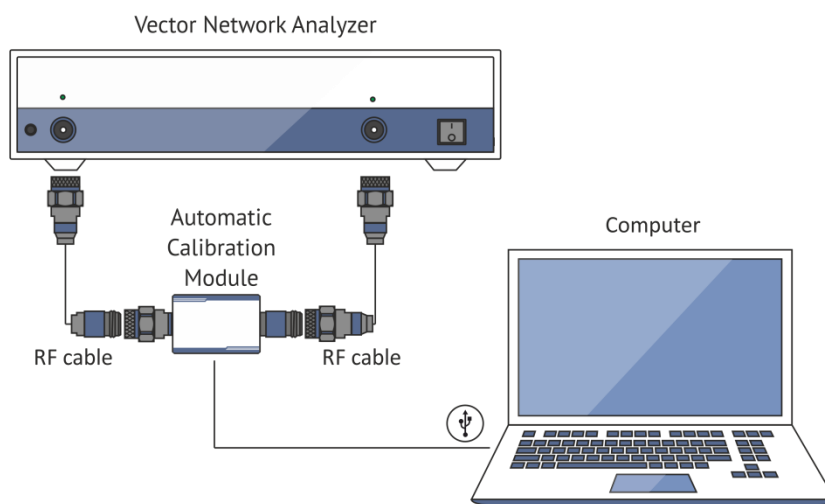 Vector Network Analyzer
Automatic
Calibration
Module
Computer
RF cable
RF cable